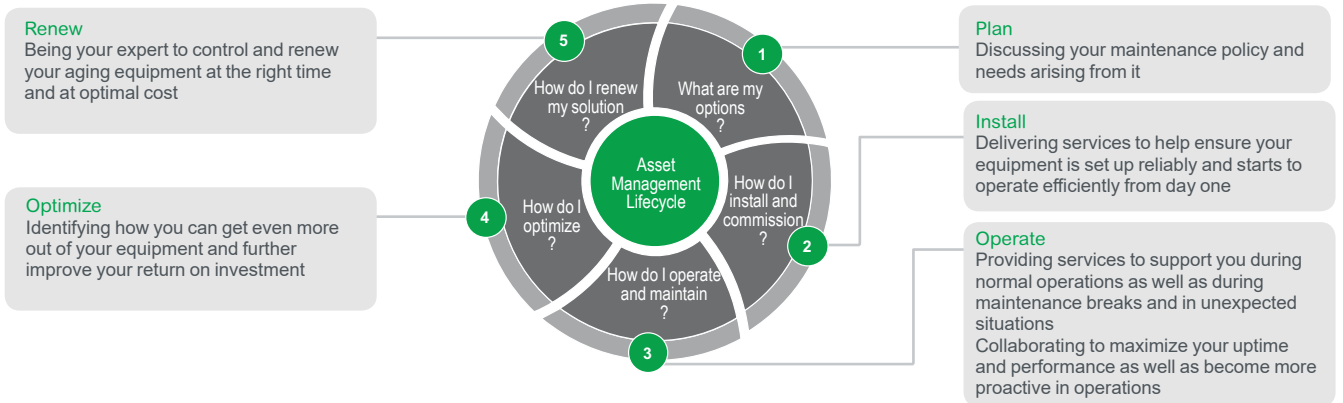 Renew
Being your expert to control and renew
your aging equipment at the right time
and at optimal cost
Optimize
Identifying how you can get even more
out of your equipment and further
improve your return on investment
5
How do I renew
my solution
?
1
What are my
options
?
Asset
Management
Lifecycle
How do I
install and
commission
?
2
4
How do I
optimize?
How do I operate
and maintain
?
3
Plan
Discussing your maintenance policy and
needs arising from it
Install
Delivering services to help ensure your
equipment is set up reliably and starts to
operate efficiently from day one
Operate
Providing services to support you during
normal operations as well as during
maintenance breaks and in unexpected
situations
Collaborating to maximize your uptime
and performance as well as become more
proactive in operations